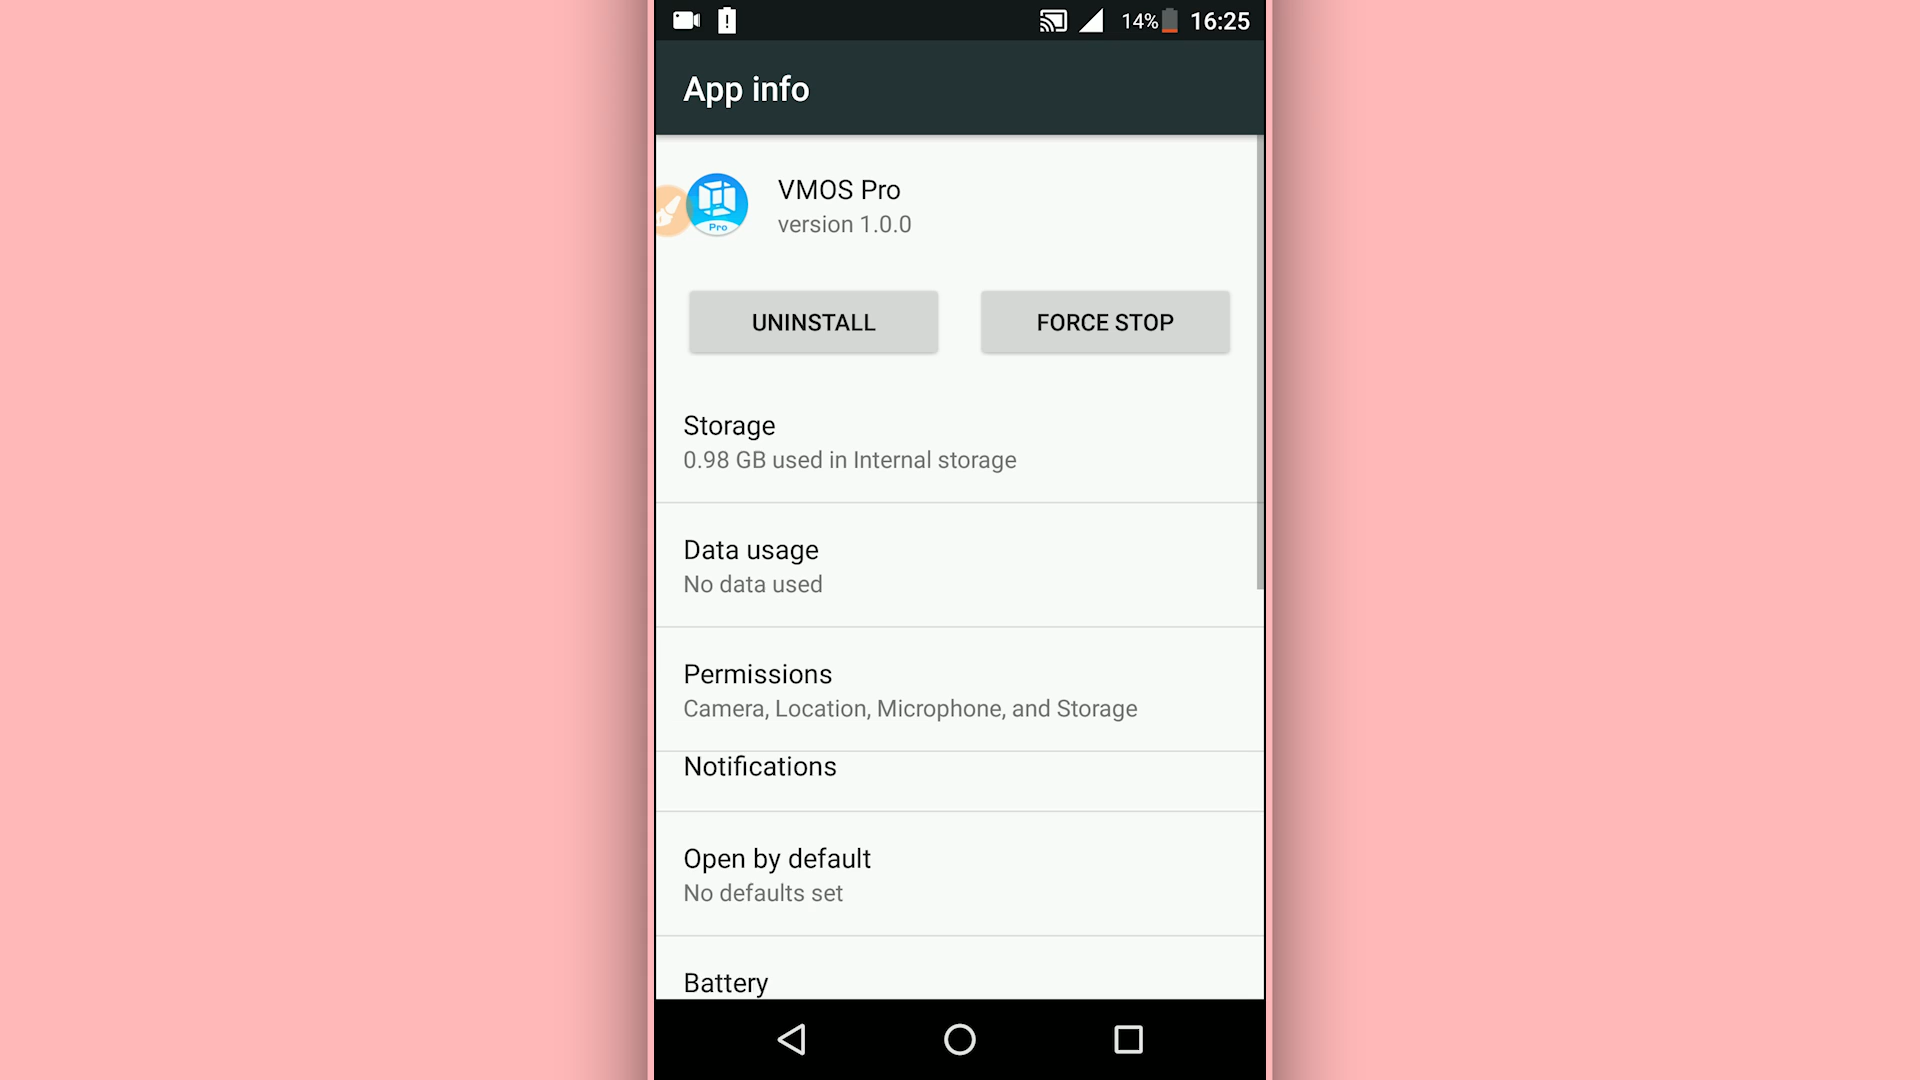 14% 16:25
App info
VMOS Pro
version 1.0.0
Pro
UNINSTALL FORCE STOP
Storage
0.98 GB used in Internal storage
Data usage
No data used
Permissions
Camera, Location, Microphone, and Storage
Notifications
Open by default
No defaults set
Battery